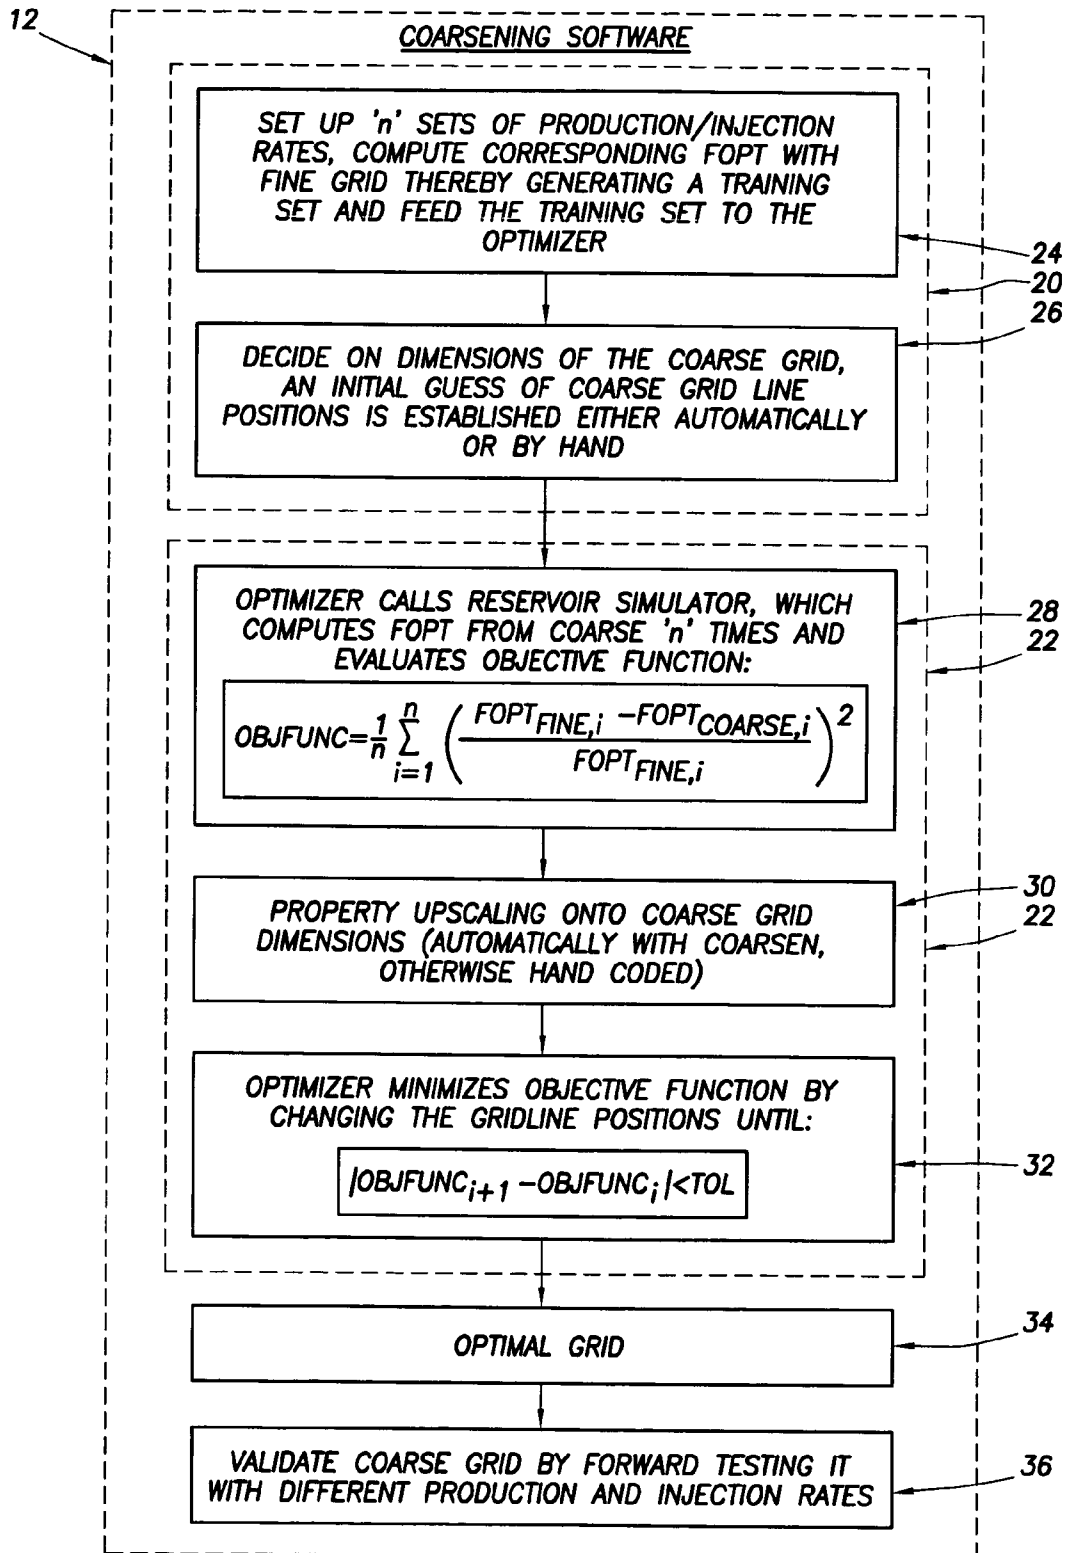 12
COARSENING SOFTWARE
SET UP 'n' SETS OF PRODUCTION/INJECTION
RATES, COMPUTE CORRESPONDING FOPT WITH
FINE GRID THEREBY GENERATING A TRAINING
SET AND FEED THE TRAINING SET TO THE
OPTIMIZER
24
20
26
DECIDE ON DIMENSIONS OF THE COARSE GRID,
AN INITIAL GUESS OF COARSE GRID LINE
POSITIONS IS ESTABLISHED EITHER AUTOMATICALLY
OR BY HAND
OPTIMIZER CALLS RESERVOIR SIMULATOR, WHICH
COMPUTES FOPT FROM COARSE 'n' TIMES AND
EVALUATES OBJECTIVE FUNCTION:
OBJFUNC=1/n ∑_{i=1}^{n} ((FOPT_{FINE,i} -FOPT_{COARSE,i})/FOPT_{FINE,i})^2
28
22
PROPERTY UPSCALING ONTO COARSE GRID
DIMENSIONS (AUTOMATICALLY WITH COARSEN,
OTHERWISE HAND CODED)
30
22
OPTIMIZER MINIMIZES OBJECTIVE FUNCTION BY
CHANGING THE GRIDLINE POSITIONS UNTIL:
|OBJFUNC_{i+1} -OBJFUNC_i|<TOL
32
OPTIMAL GRID
34
VALIDATE COARSE GRID BY FORWARD TESTING IT
WITH DIFFERENT PRODUCTION AND INJECTION RATES
36